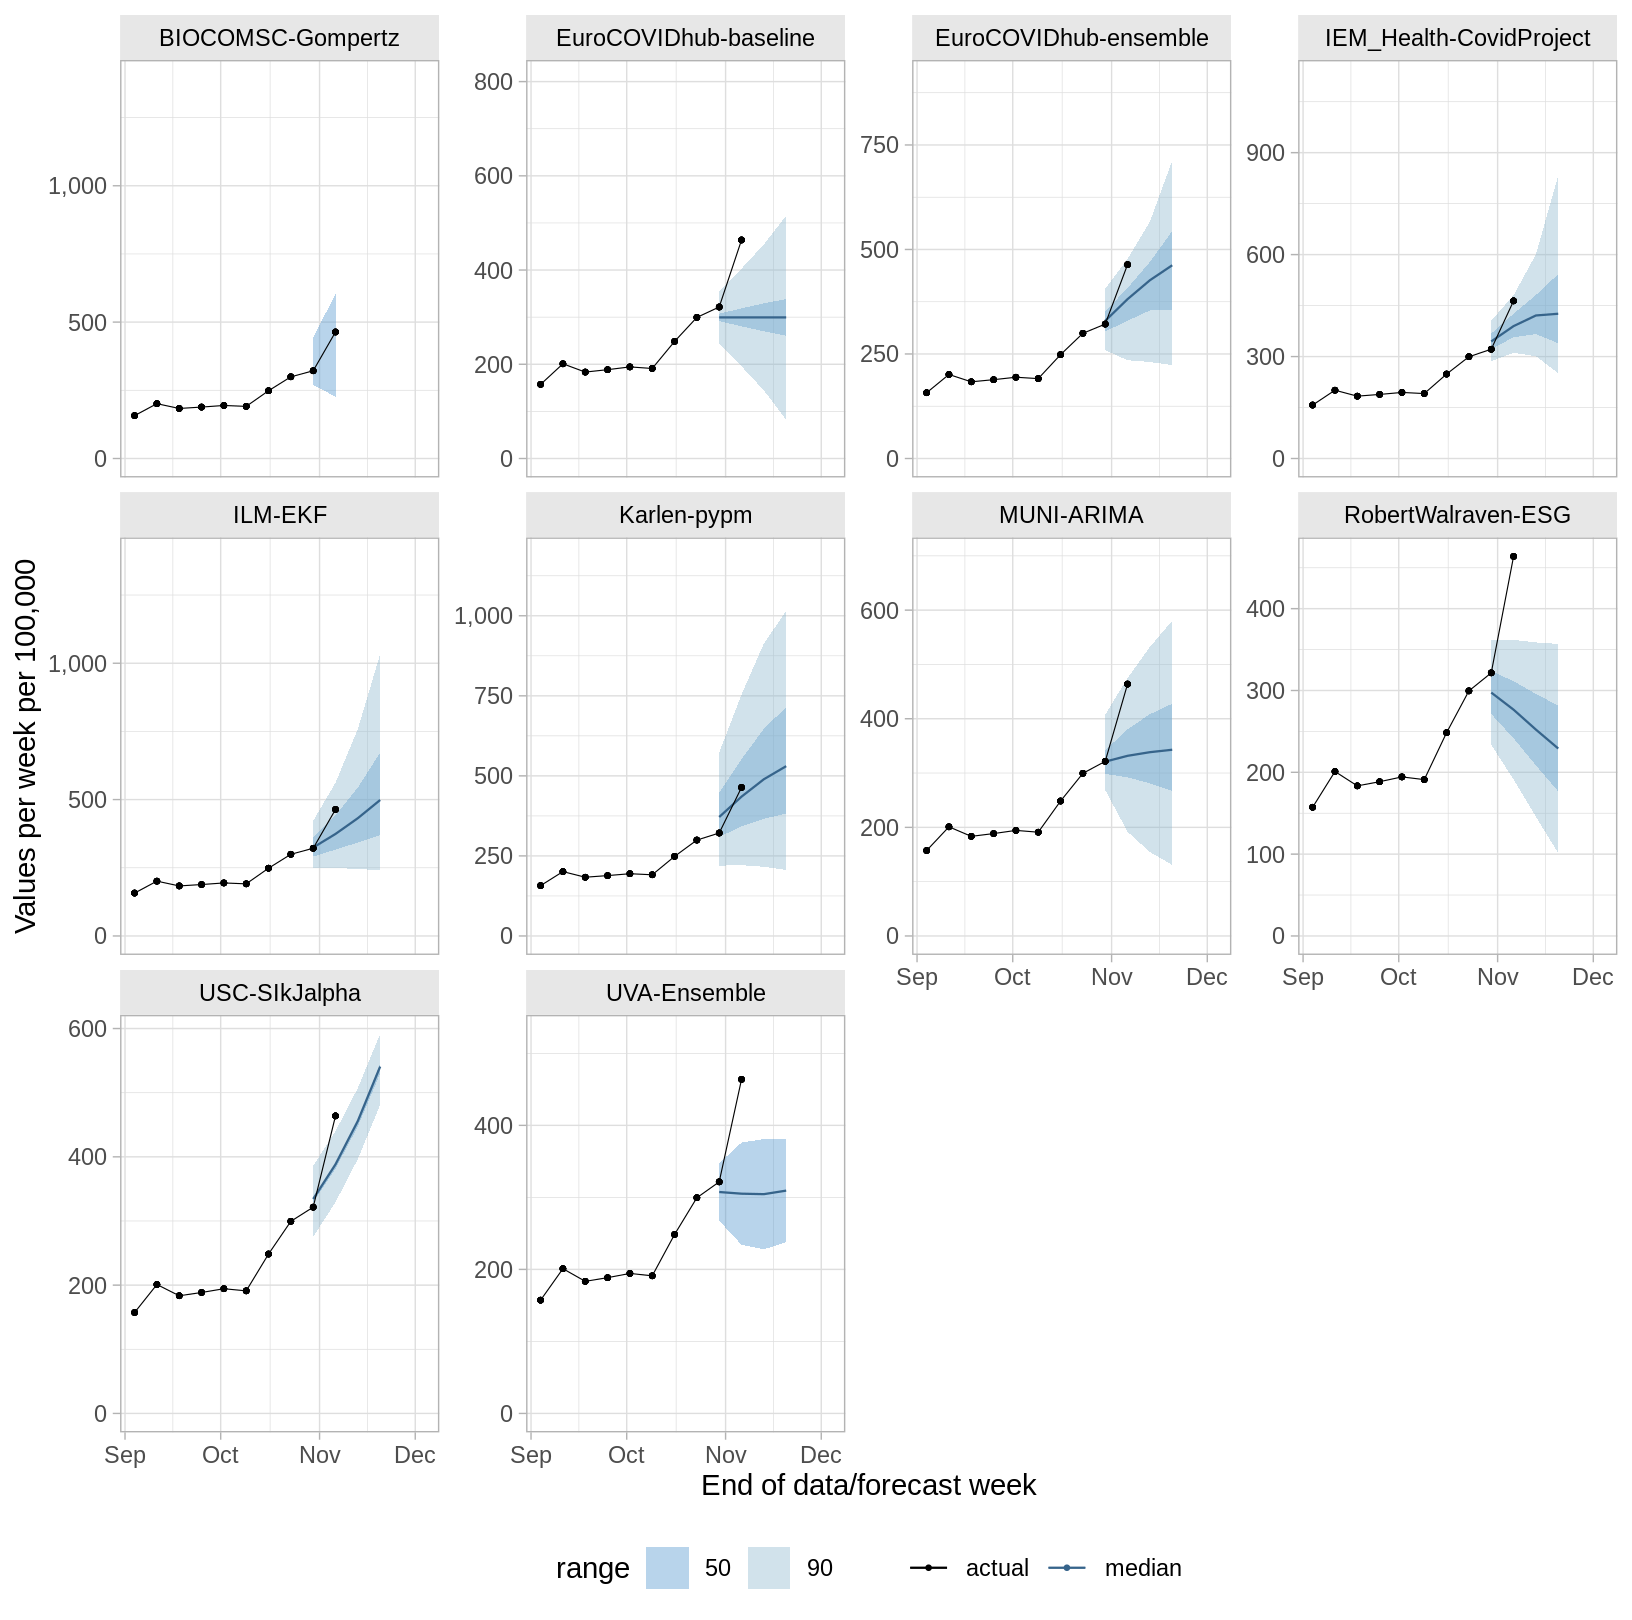 BIOCOMSC-Gompertz
EuroCOVIDhub-baseline
EuroCOVIDhub-ensemble
IEM_Health-CovidProject
1,000
500
0
800
600
400
200
0
750
500
250
0
900
600
300
0
ILM-EKF
Karlen-pypm
MUNI-ARIMA
RobertWalraven-ESG
Values per week per 100,000
1,000
500
0
1,000
750
500
250
0
600
400
200
0
400
300
200
100
0
Sep Oct Nov Dec
Sep Oct Nov Dec
USC-SIkJalpha
UVA-Ensemble
600
400
200
0
400
200
0
Sep Oct Nov Dec
Sep Oct Nov Dec
End of data/forecast week
range 50 90 actual median